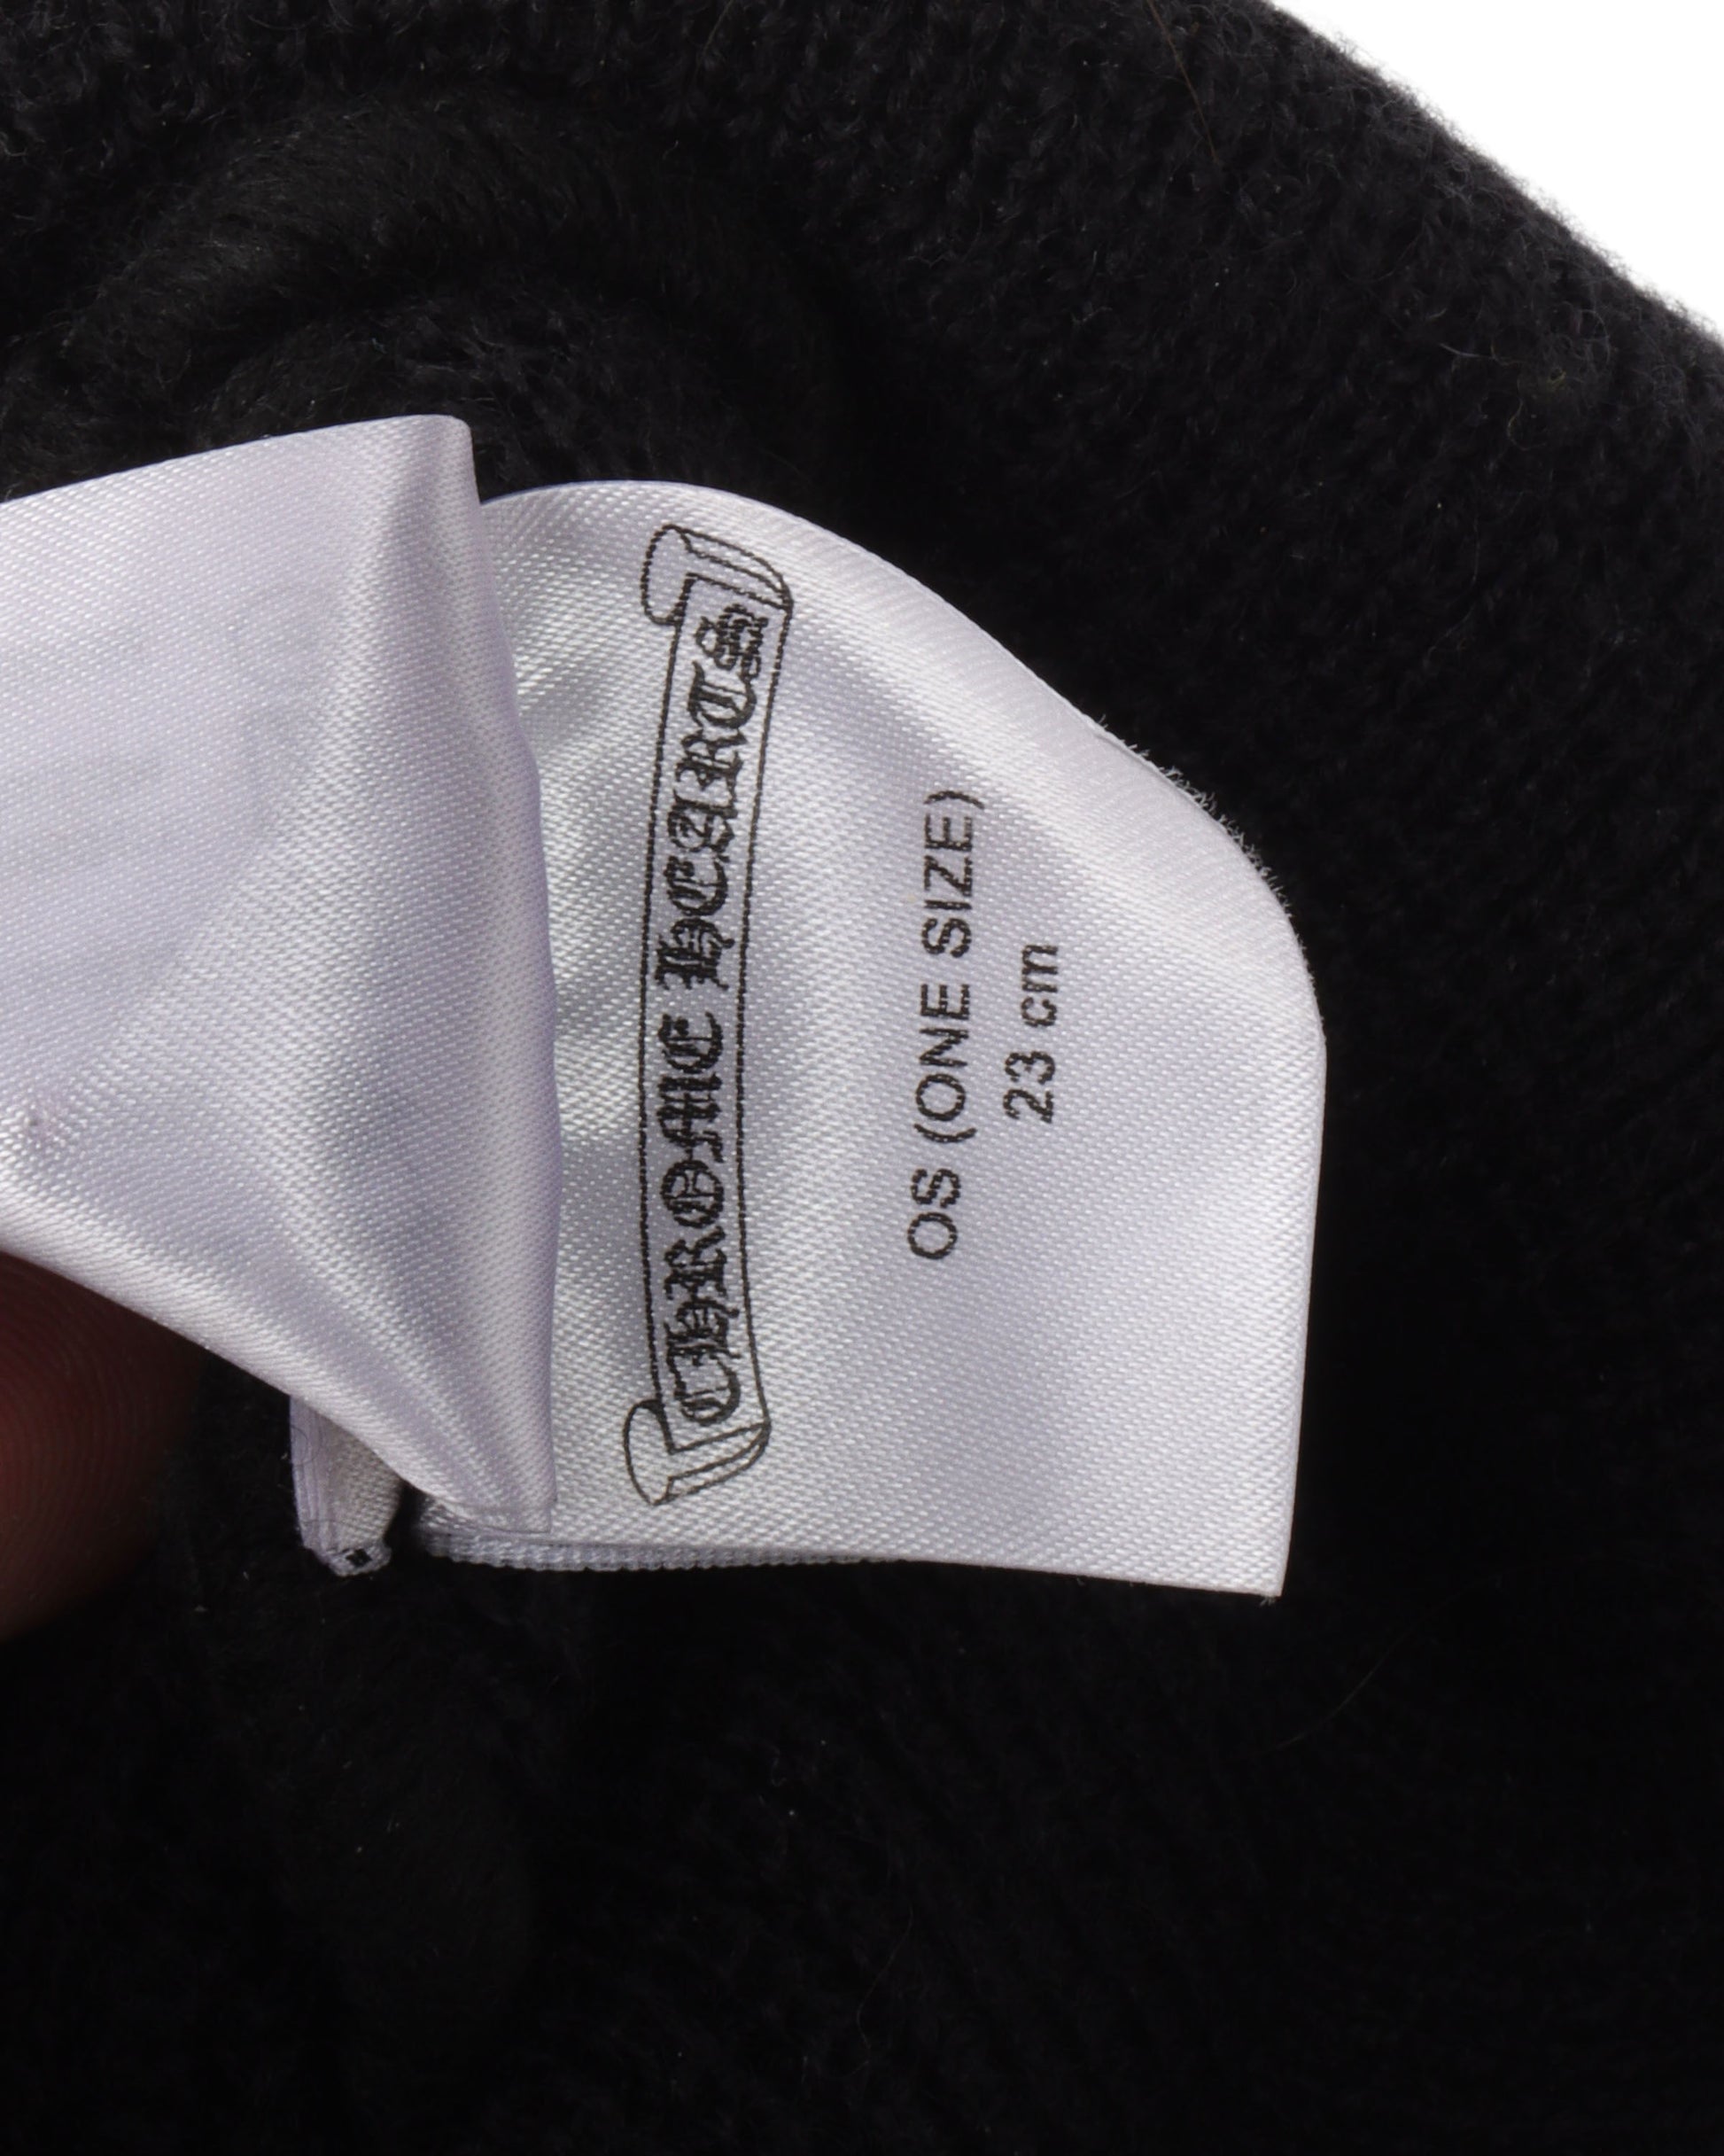 CHROME HEARTS
OS (ONE SIZE)
23 cm